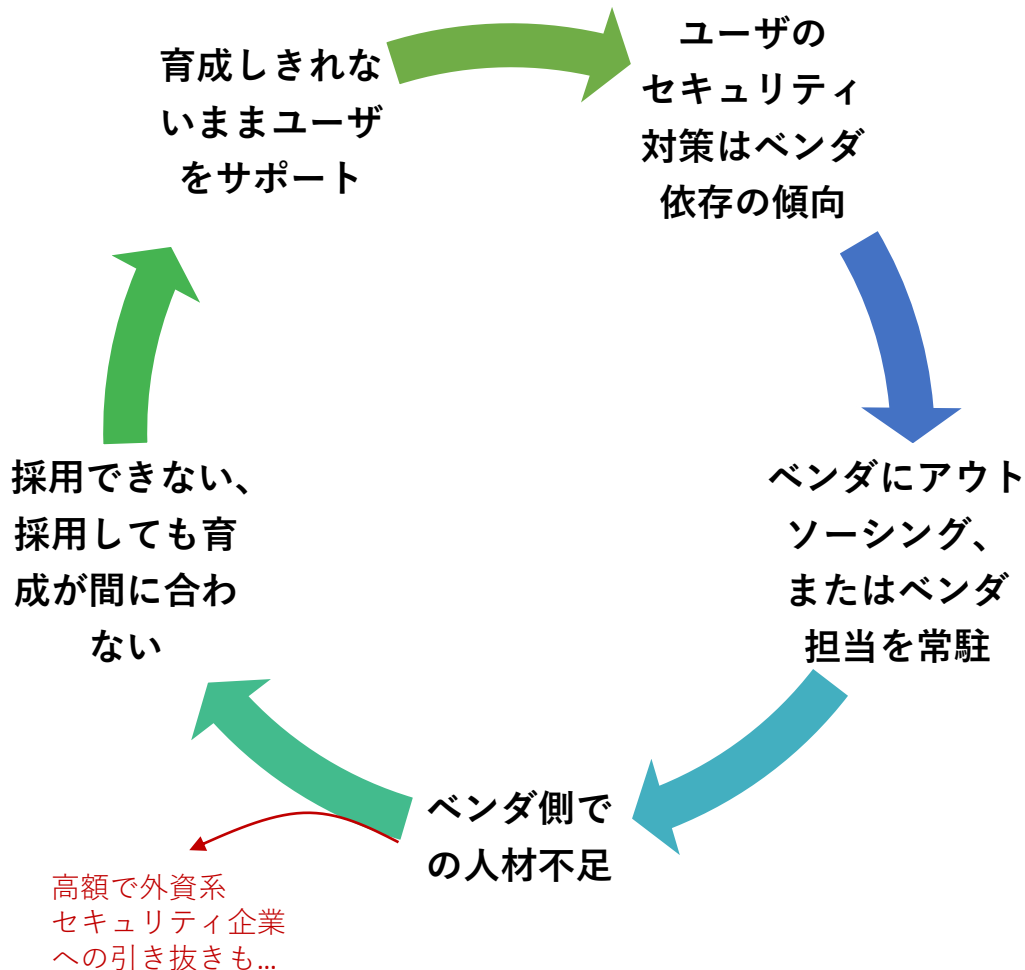 育成しきれな
いままユーザ
をサポート
ユーザの
セキュリティ
対策はベンダ
依存の傾向
ベンダにアウト
ソーシング、
またはベンダ
担当を常駐
ベンダ側で
の人材不足
採用できない、
採用しても育
成が間に合わ
ない
高額で外資系
セキュリティ企業
への引き抜きも…